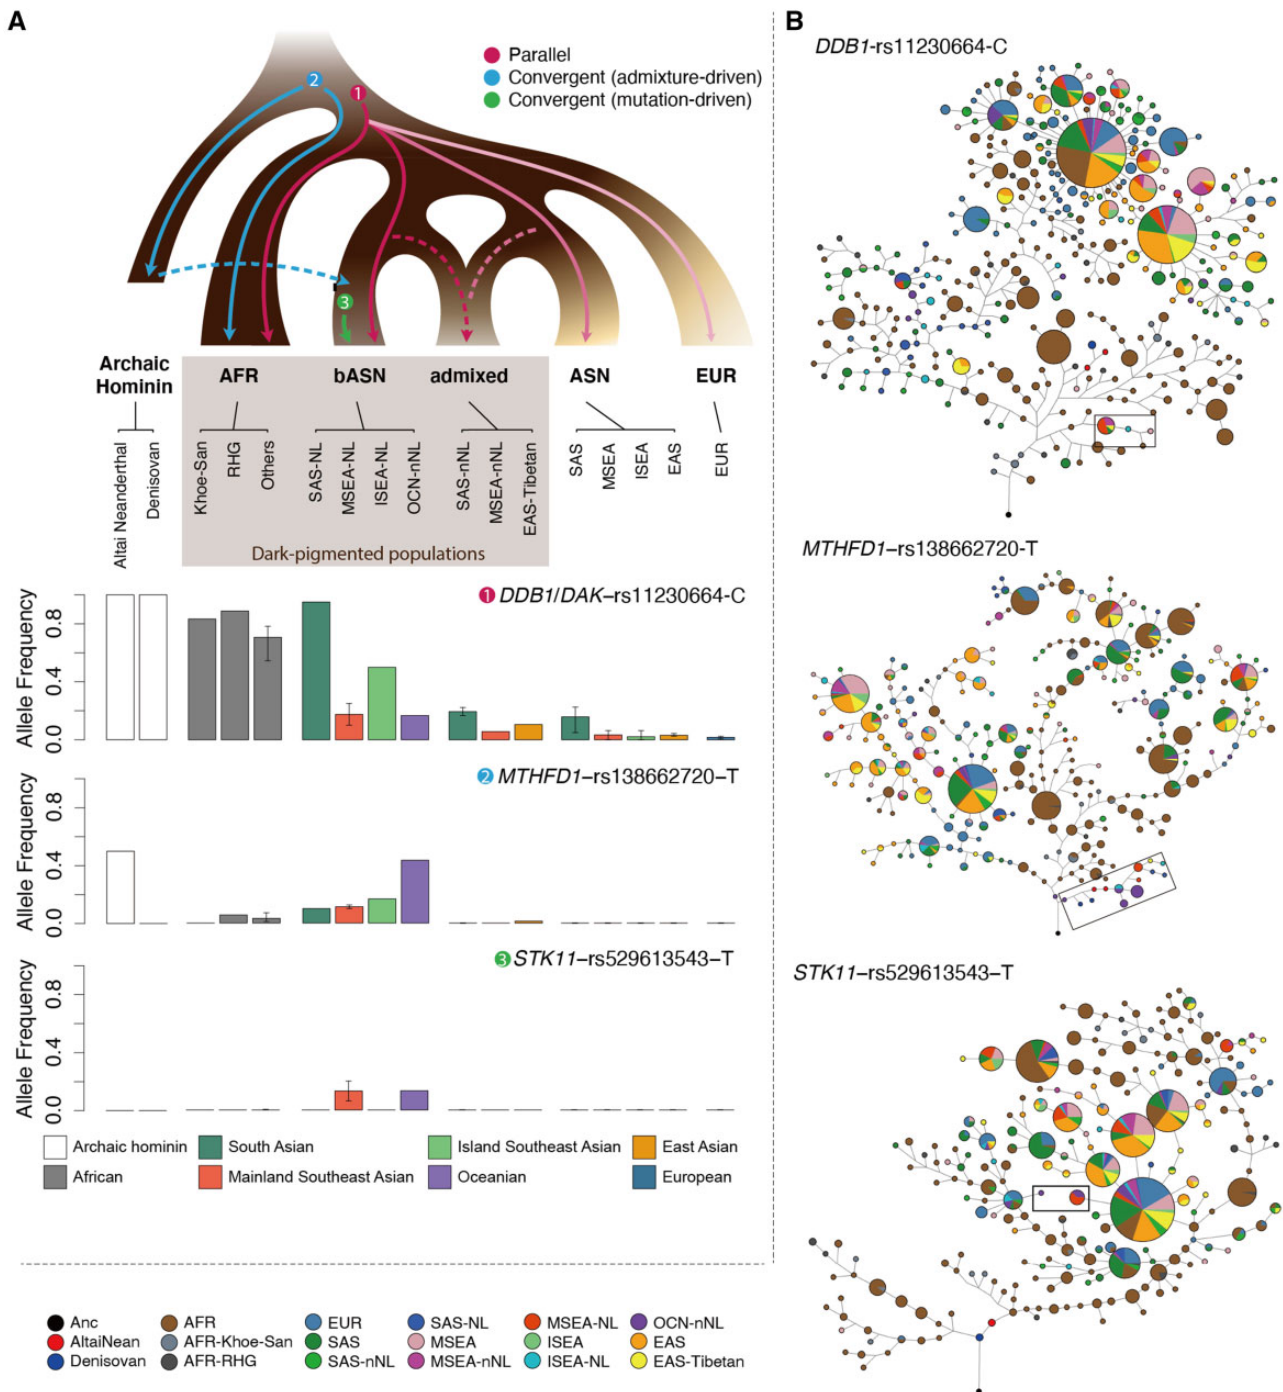 A
B
DDB1-rs11230664-C
Parallel
Convergent (admixture-driven)
Convergent (mutation-driven)
2
1
3
Archaic
Hominin
AFR
bASN
admixed
ASN
EUR
Altai Neanderthal
Denisovan
Khoe-San
RHG
Others
SAS-NL
MSEA-NL
ISEA-NL
OCN-nNL
SAS-nNL
MSEA-nNL
EAS-Tibetan
SAS
MSEA
ISEA
EAS
EUR
Dark-pigmented populations
MTHFD1-rs138662720-T
1 DDB1/DAK–rs11230664-C
Allele Frequency
0.8
0.4
0.0
2 MTHFD1–rs138662720–T
Allele Frequency
0.8
0.4
0.0
3 STK11–rs529613543–T
Allele Frequency
0.8
0.4
0.0
STK11–rs529613543–T
Archaic hominin
South Asian
Island Southeast Asian
East Asian
African
Mainland Southeast Asian
Oceanian
European
Anc
AFR
EUR
SAS-NL
MSEA-NL
OCN-nNL
AltaiNean
AFR-Khoe-San
SAS
MSEA
ISEA
EAS
Denisovan
AFR-RHG
SAS-nNL
MSEA-nNL
ISEA-NL
EAS-Tibetan